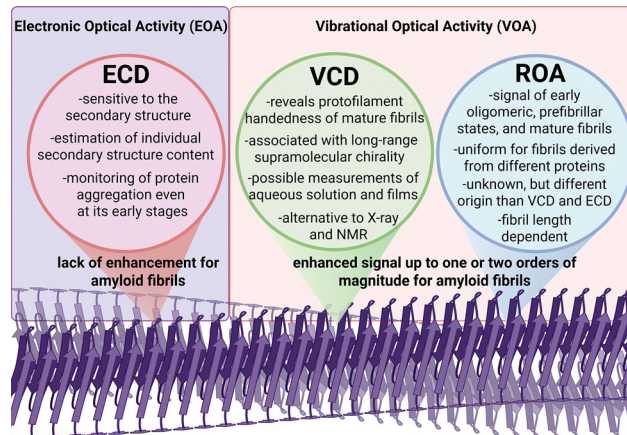 Electronic Optical Activity (EOA)
Vibrational Optical Activity (VOA)
ECD
-sensitive to the
secondary structure
-estimation of individual
secondary structure content
-monitoring of protein
aggregation even
at its early stages
lack of enhancement for
amyloid fibrils
VCD
-reveals protofilament
handedness of mature fibrils
-associated with long-range
supramolecular chirality
-possible measurements of
aqueous solution and films
-alternative to X-ray
and NMR
ROA
-signal of early
oligomeric, prefibrillar
states, and mature fibrils
-uniform for fibrils derived
from different proteins
-unknown, but different
origin than VCD and ECD
-fibril length
dependent
enhanced signal up to one or two orders of
magnitude for amyloid fibrils